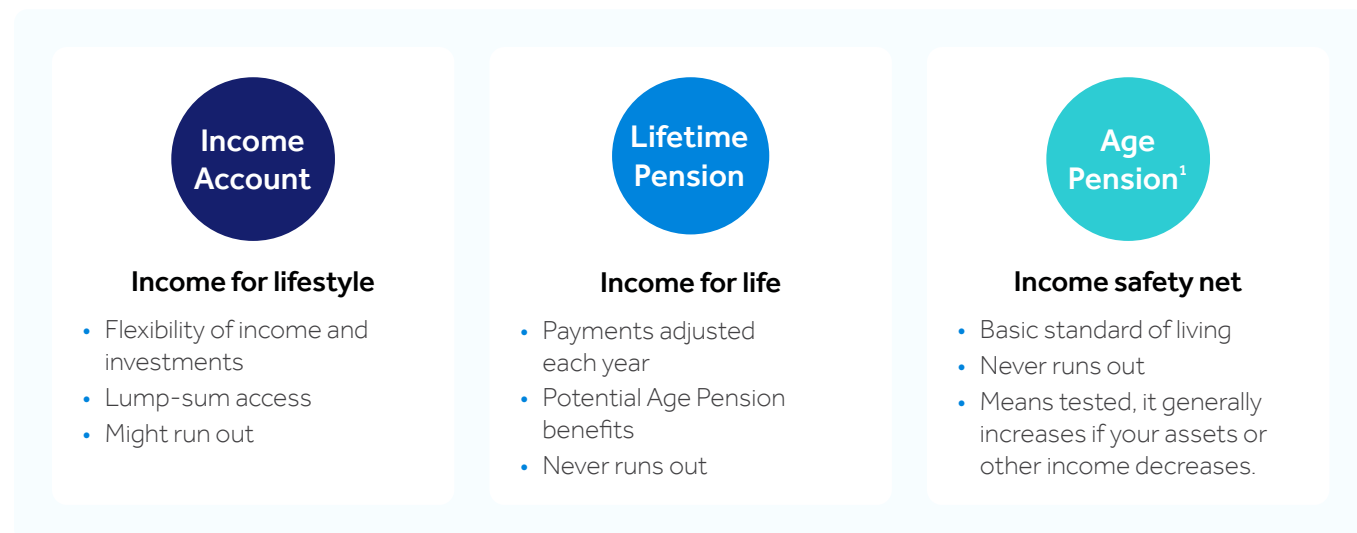 Income
Account
Income for lifestyle
• Flexibility of income and
investments
• Lump-sum access
• Might run out
Lifetime
Pension
Income for life
• Payments adjusted
each year
• Potential Age Pension
benefits
• Never runs out
Age
Pension¹
Income safety net
• Basic standard of living
• Never runs out
• Means tested, it generally
increases if your assets or
other income decreases.